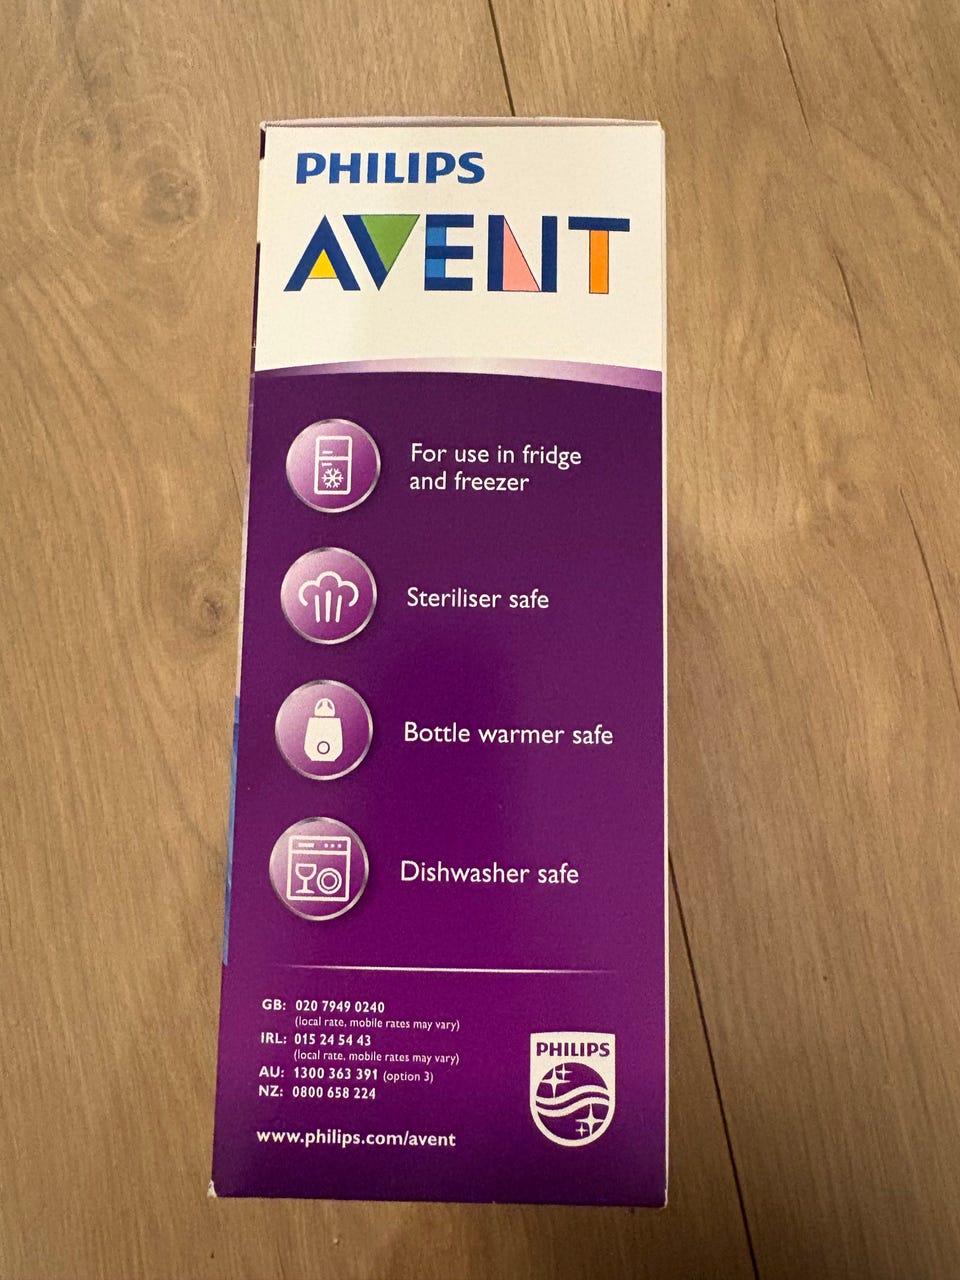 PHILIPS
AVENT
For use in fridge
and freezer
Steriliser safe
Bottle warmer safe
Dishwasher safe
GB: 020 7949 0240
(local rate, mobile rates may vary)
IRL: 015 24 54 43
(local rate, mobile rates may vary)
AU: 1300 363 391 (option 3)
NZ: 0800 658 224
www.philips.com/avent
PHILIPS